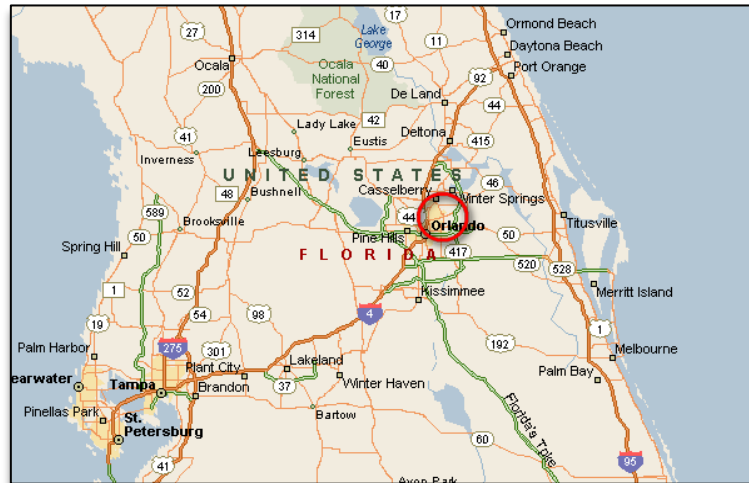 17
Ormond Beach
27
314
Lake
George
11
Daytona Beach
Ocala
Ocala
National
Forest
40
Port Orange
92
200
De Land
44
42
Lady Lake
Deltona
415
41
Eustis
Inverness
Leesburg
UNITED STATES
46
48
Bushnell
Casselberry
Winter Springs
589
44
Orlando
Titusville
Brooksville
50
Pine Hills
50
Spring Hill
FLORIDA
417
520
528
1
52
Kissimmee
Merritt Island
19
54
98
4
1
Palm Harbor
275
301
192
Melbourne
Plant City
Lakeland
earwater
Tampa
Brandon
37
Winter Haven
Palm Bay
Pinellas Park
Bartow
St.
Petersburg
Florida's Tpke
60
41
95
Avon Park